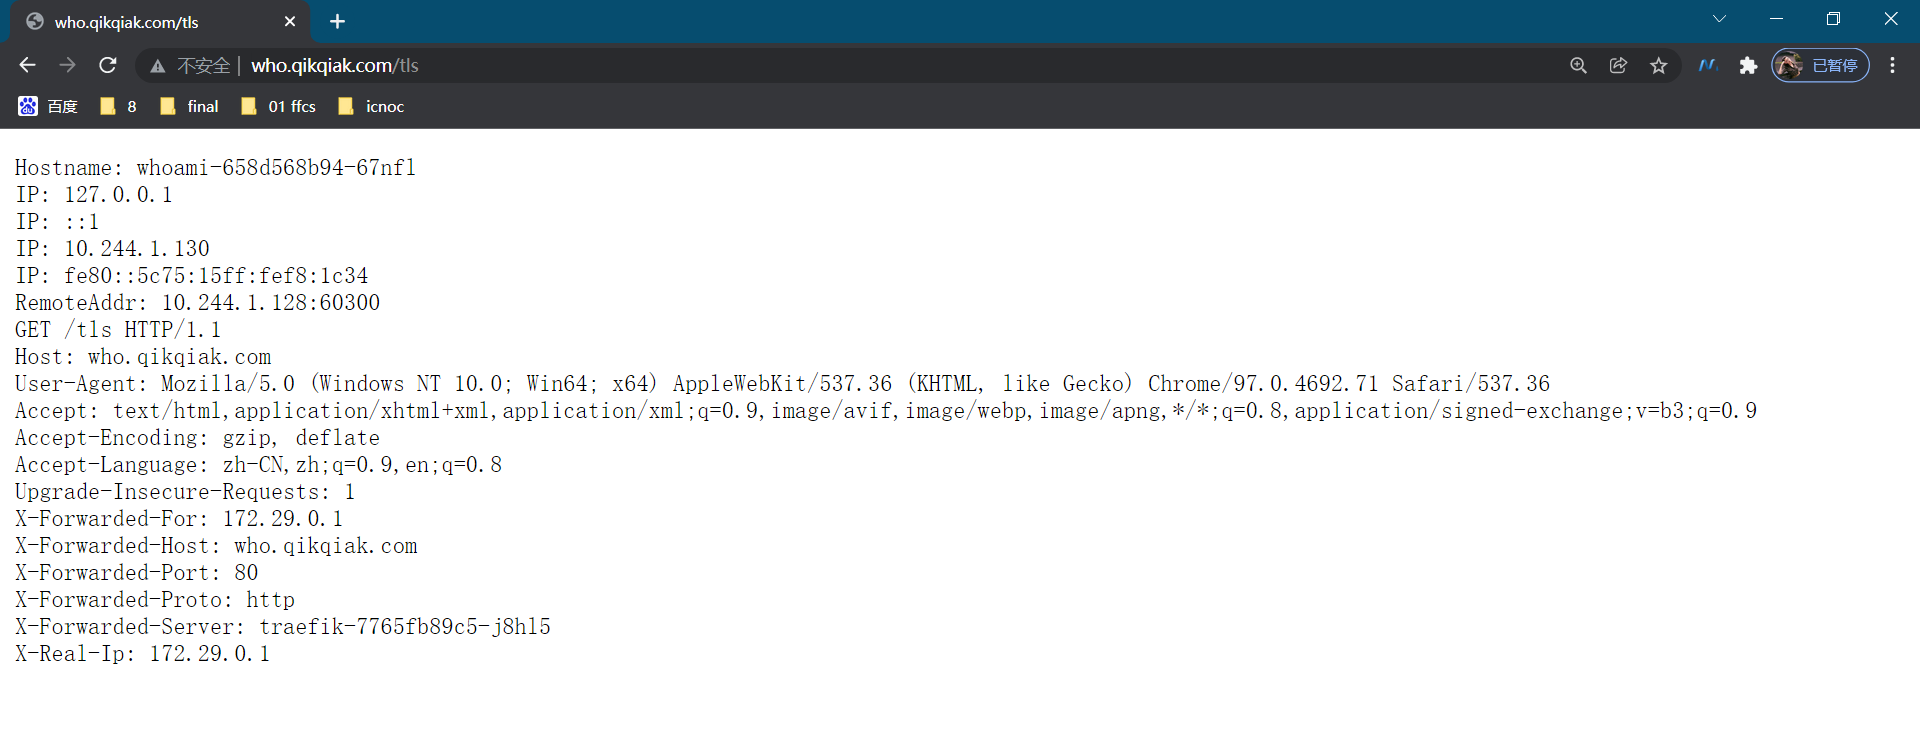 who.qikqiak.com/tls
不安全 | who.qikqiak.com/tls
已暂停
百度 8 final 01 ffcs icnoc
Hostname: whoami-658d568b94-67nfl
IP: 127.0.0.1
IP: ::1
IP: 10.244.1.130
IP: fe80::5c75:15ff:fef8:1c34
RemoteAddr: 10.244.1.128:60300
GET /tls HTTP/1.1
Host: who.qikqiak.com
User-Agent: Mozilla/5.0 (Windows NT 10.0; Win64; x64) AppleWebKit/537.36 (KHTML, like Gecko) Chrome/97.0.4692.71 Safari/537.36
Accept: text/html,application/xhtml+xml,application/xml;q=0.9,image/avif,image/webp,image/apng,*/*;q=0.8,application/signed-exchange;v=b3;q=0.9
Accept-Encoding: gzip, deflate
Accept-Language: zh-CN,zh;q=0.9,en;q=0.8
Upgrade-Insecure-Requests: 1
X-Forwarded-For: 172.29.0.1
X-Forwarded-Host: who.qikqiak.com
X-Forwarded-Port: 80
X-Forwarded-Proto: http
X-Forwarded-Server: traefik-7765fb89c5-j8hl5
X-Real-Ip: 172.29.0.1